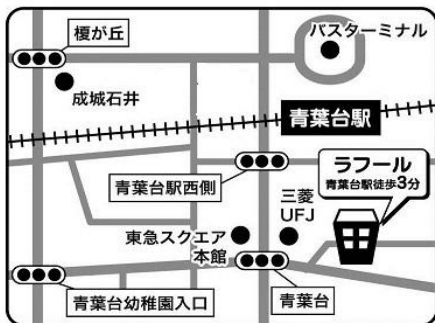 榎が丘
バスターミナル
成城石井
青葉台駅
青葉台駅西側
ラフール
青葉台駅徒歩3分
三菱
UFJ
東急スクエア
本館
青葉台幼稚園入口
青葉台